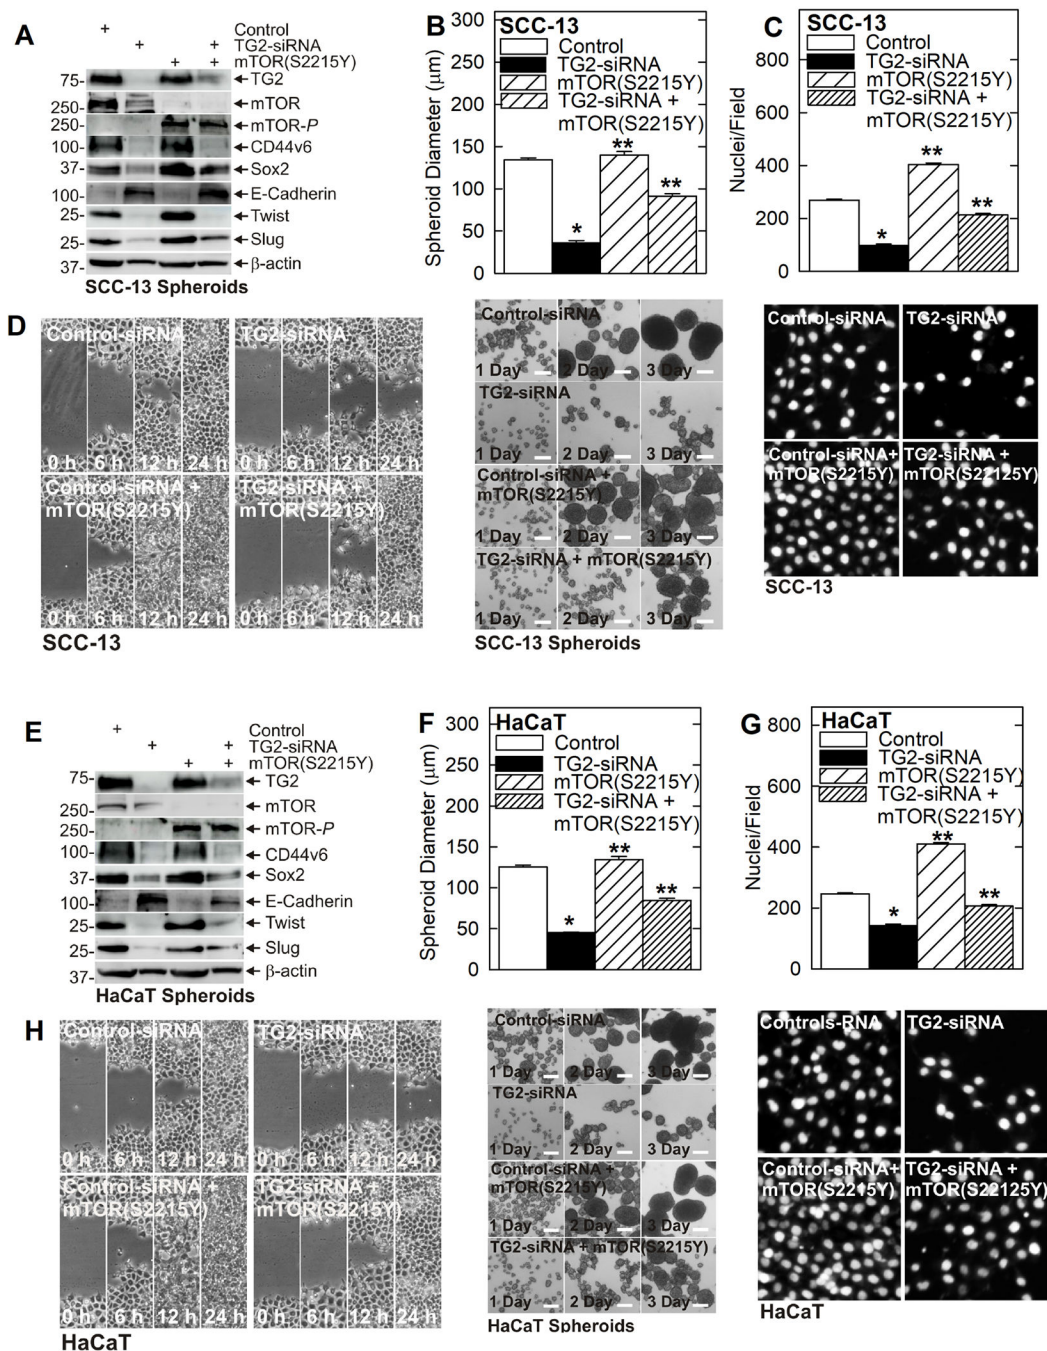 A
+ Control
+ + TG2-siRNA
+ + mTOR(S2215Y)
75- TG2
250- mTOR
250- mTOR-P
100- CD44v6
37- Sox2
100- E-Cadherin
25- Twist
25- Slug
37- β-actin
SCC-13 Spheroids
B
SCC-13
Control
TG2-siRNA
mTOR(S2215Y)
TG2-siRNA +
mTOR(S2215Y)
Spheroid Diameter (μm)
300
250
200
150
100
50
0
*
**
**
Control-siRNA
1 Day 2 Day 3 Day
TG2-siRNA
1 Day 2 Day 3 Day
Control-siRNA +
mTOR(S2215Y)
1 Day 2 Day 3 Day
TG2-siRNA + mTOR(S2215Y)
1 Day 2 Day 3 Day
SCC-13 Spheroids
C
SCC-13
Control
TG2-siRNA
mTOR(S2215Y)
TG2-siRNA +
mTOR(S2215Y)
Nuclei/Field
800
600
400
200
0
*
**
**
Control-siRNA TG2-siRNA
Control-siRNA+ TG2-siRNA +
mTOR(S2215Y) mTOR(S22125Y)
SCC-13
D
Control-siRNA TG2-siRNA
0 h 6 h 12 h 24 h 0 h 6 h 12 h 24 h
Control-siRNA + TG2-siRNA +
mTOR(S2215Y) mTOR(S2215Y)
0 h 6 h 12 h 24 h 0 h 6 h 12 h 24 h
SCC-13
E
+ Control
+ + TG2-siRNA
+ + mTOR(S2215Y)
75- TG2
250- mTOR
250- mTOR-P
100- CD44v6
37- Sox2
100- E-Cadherin
25- Twist
25- Slug
37- β-actin
HaCaT Spheroids
F
HaCaT
Control
TG2-siRNA
mTOR(S2215Y)
TG2-siRNA +
mTOR(S2215Y)
Spheroid Diameter (μm)
300
250
200
150
100
50
0
*
**
**
Control-siRNA
1 Day 2 Day 3 Day
TG2-siRNA
1 Day 2 Day 3 Day
Control-siRNA +
mTOR(S2215Y)
1 Day 2 Day 3 Day
TG2-siRNA + mTOR(S2215Y)
1 Day 2 Day 3 Day
HaCaT Spheroids
G
HaCaT
Control
TG2-siRNA
mTOR(S2215Y)
TG2-siRNA +
mTOR(S2215Y)
Nuclei/Field
800
600
400
200
0
*
**
**
Controls-RNA TG2-siRNA
Control-siRNA+ TG2-siRNA +
mTOR(S2215Y) mTOR(S22125Y)
HaCaT
H
Control-siRNA TG2-siRNA
0 h 6 h 12 h 24 h 0 h 6 h 12 h 24 h
Control-siRNA + TG2-siRNA +
mTOR(S2215Y) mTOR(S2215Y)
0 h 6 h 12 h 24 h 0 h 6 h 12 h 24 h
HaCaT